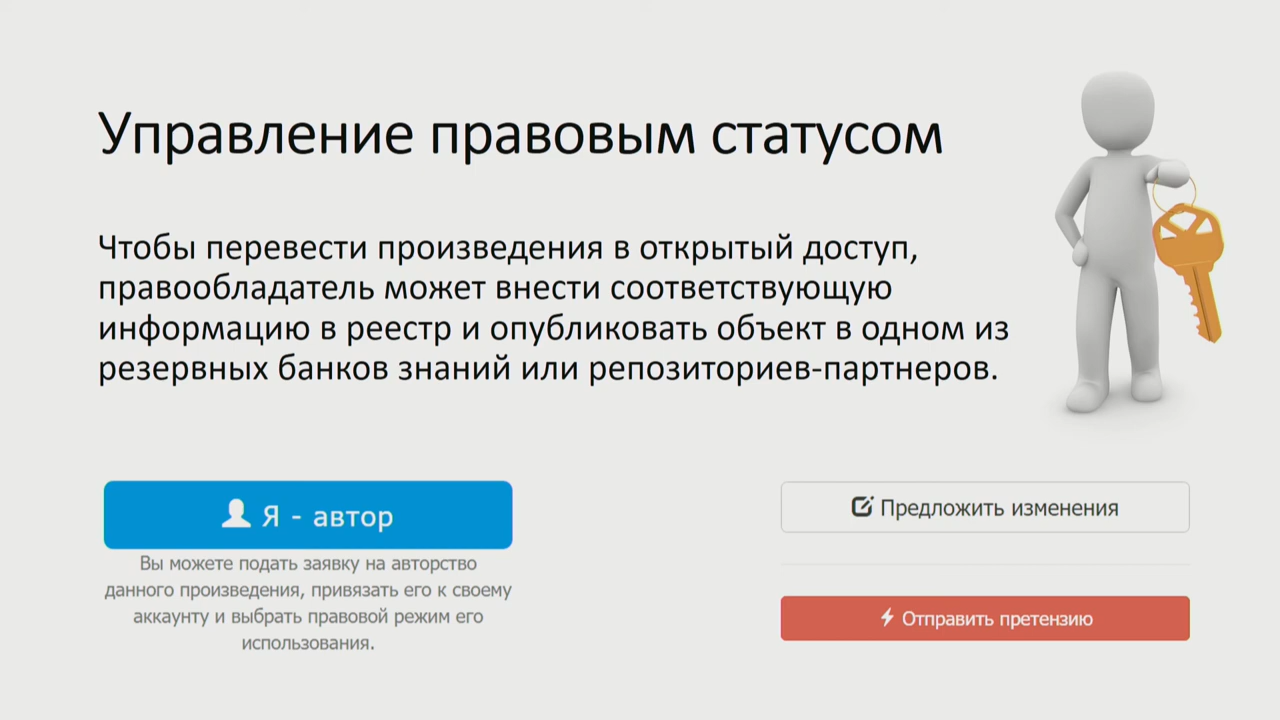 Управление правовым статусом
Чтобы перевести произведения в открытый доступ,
правообладатель может внести соответствующую
информацию в реестр и опубликовать объект в одном из
резервных банков знаний или репозиториев-партнеров.
Я - автор
Вы можете подать заявку на авторство
данного произведения, привязать его к своему
аккаунту и выбрать правовой режим его
использования.
Предложить изменения
Отправить претензию